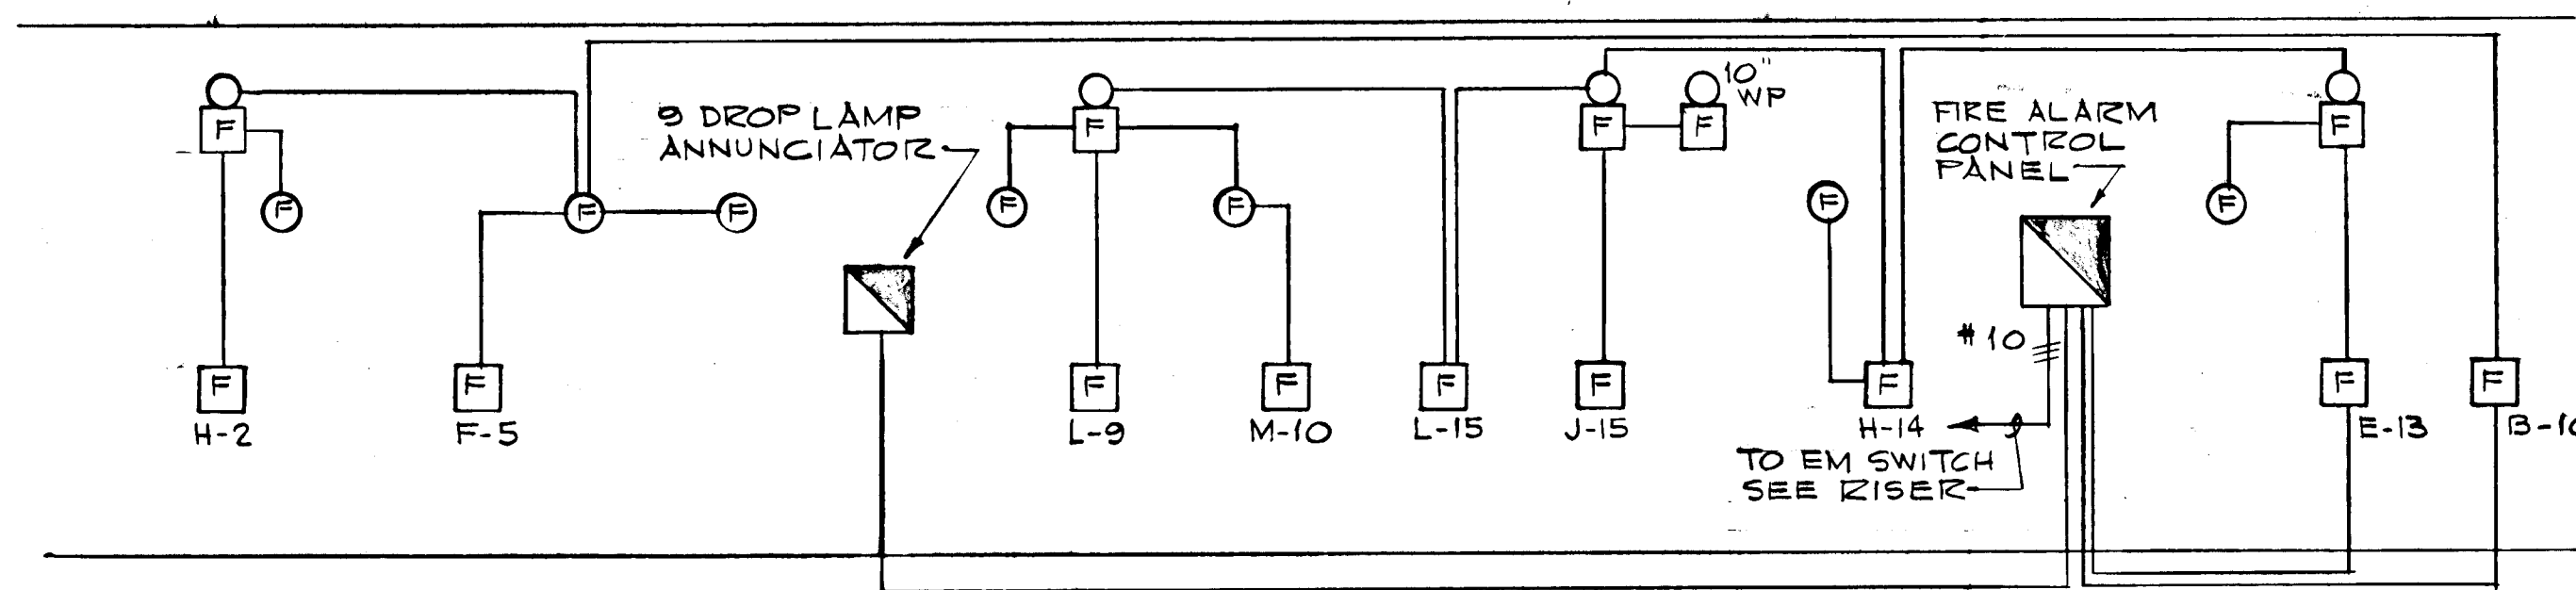 10"
WP
9 DROP LAMP
ANNUNCIATOR
FIRE ALARM
CONTROL
PANEL
F
F
F
F
F
F
F
F
F
F
F
F
F
F
#10
F
F
F
F
F
F
F
F
F
H-2
F-5
L-9
M-10
L-15
J-15
H-14
E-13
TO EM SWITCH
SEE RISER